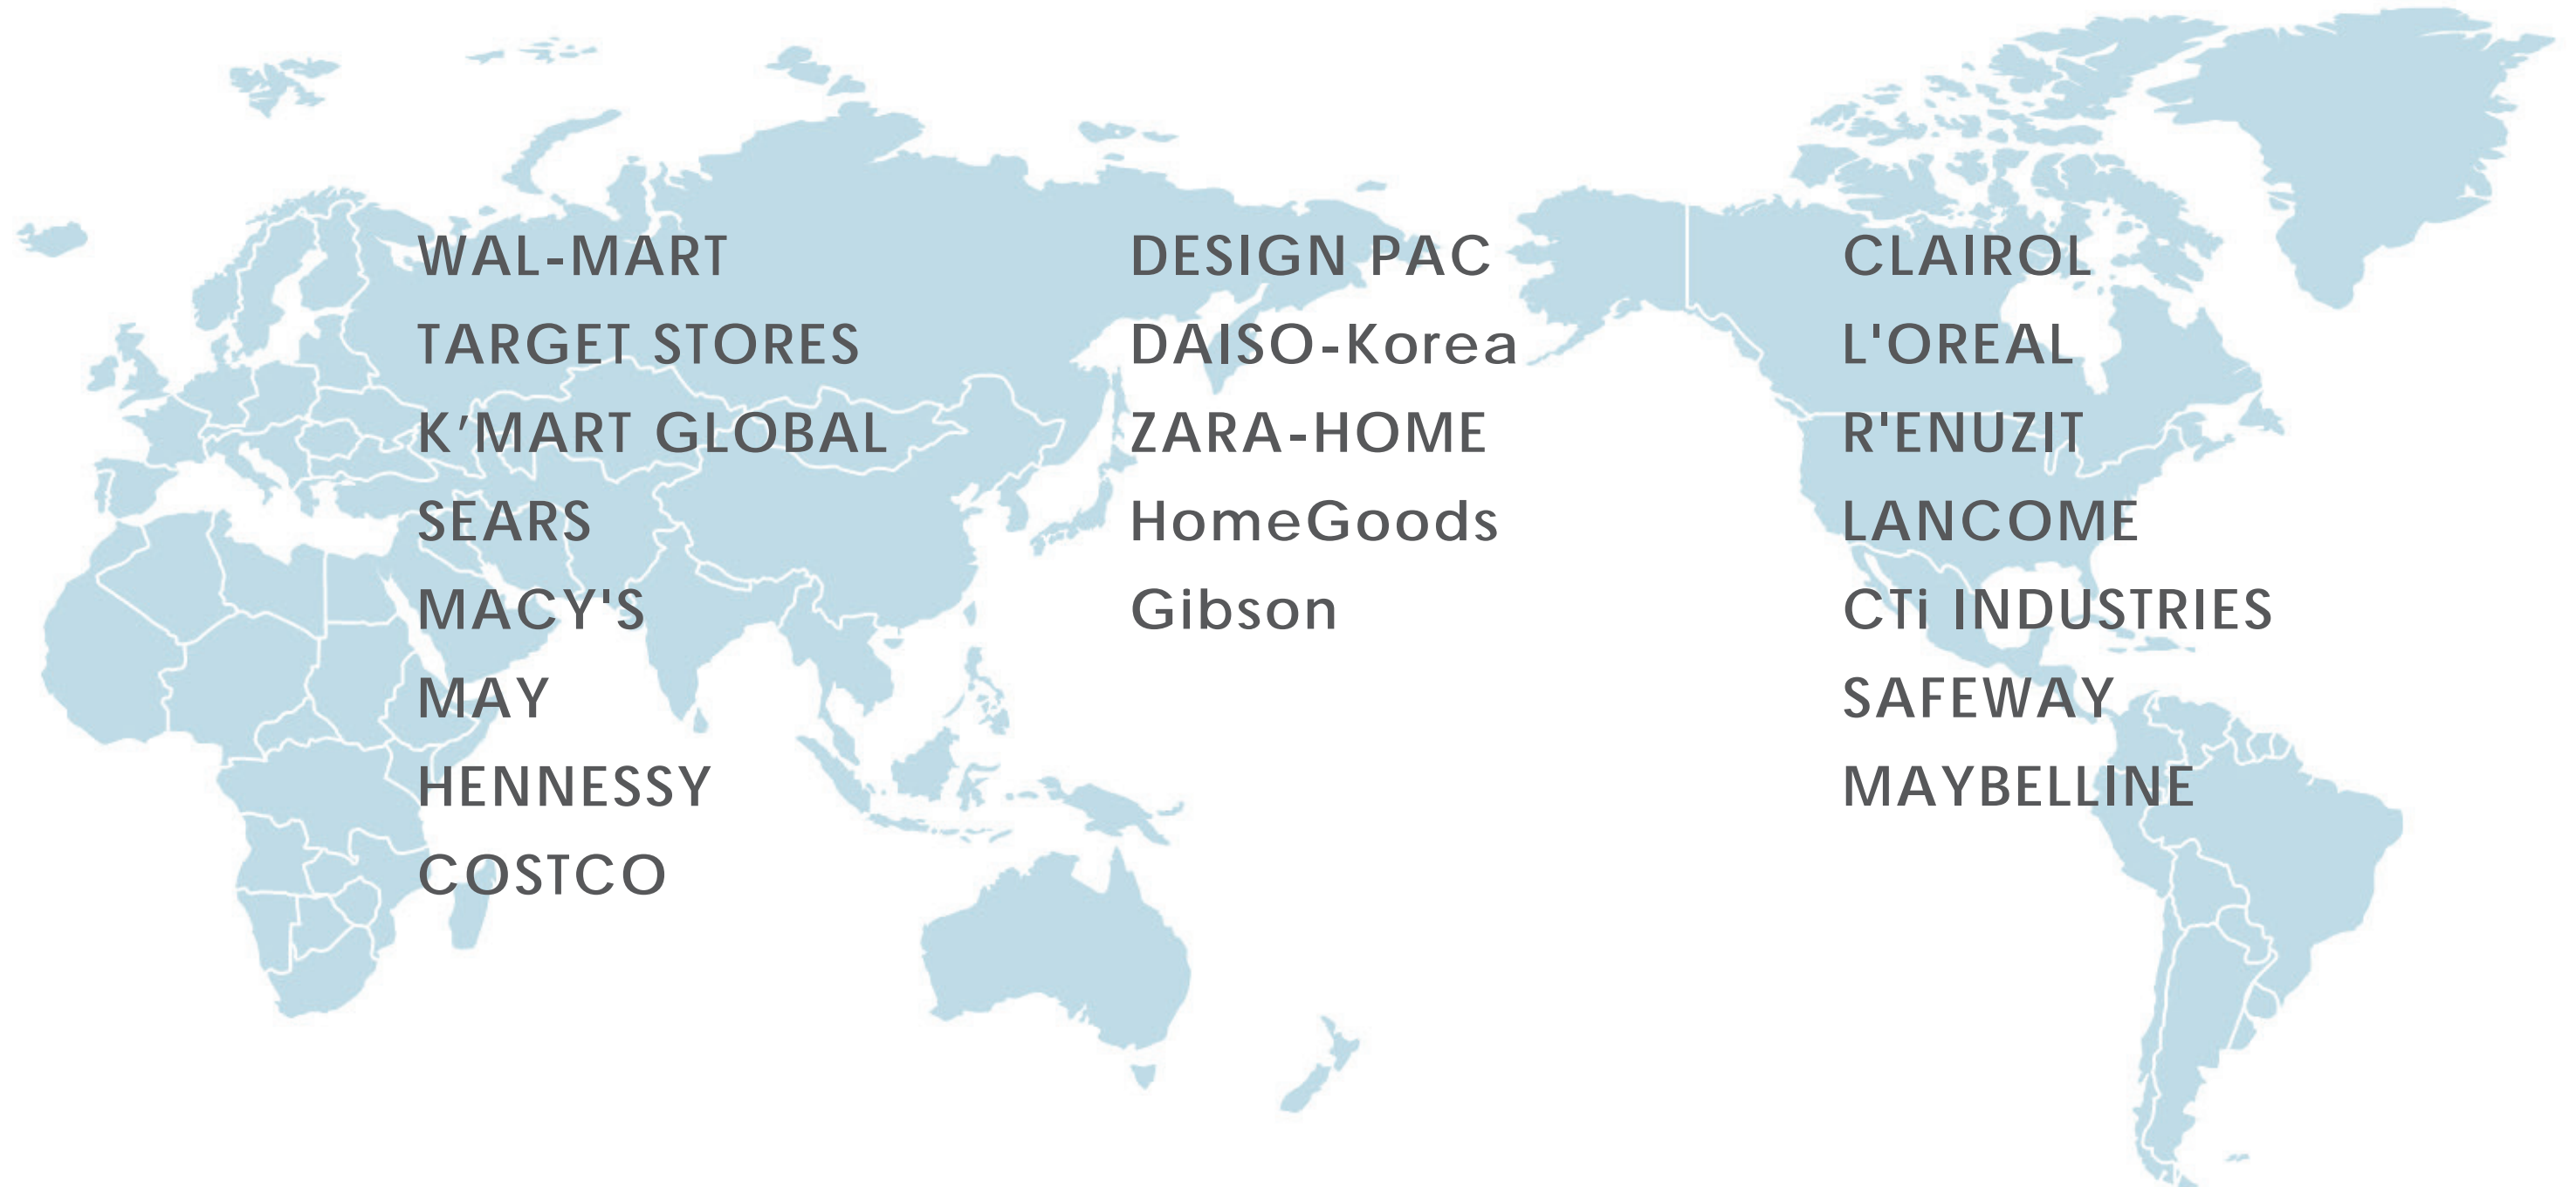 WAL-MART
TARGET STORES
K’MART GLOBAL
SEARS
MACY'S
MAY
HENNESSY
COSTCO
DESIGN PAC
DAISO-Korea
ZARA-HOME
HomeGoods
Gibson
CLAIROL
L'OREAL
R'ENUZIT
LANCOME
CTi INDUSTRIES
SAFEWAY
MAYBELLINE